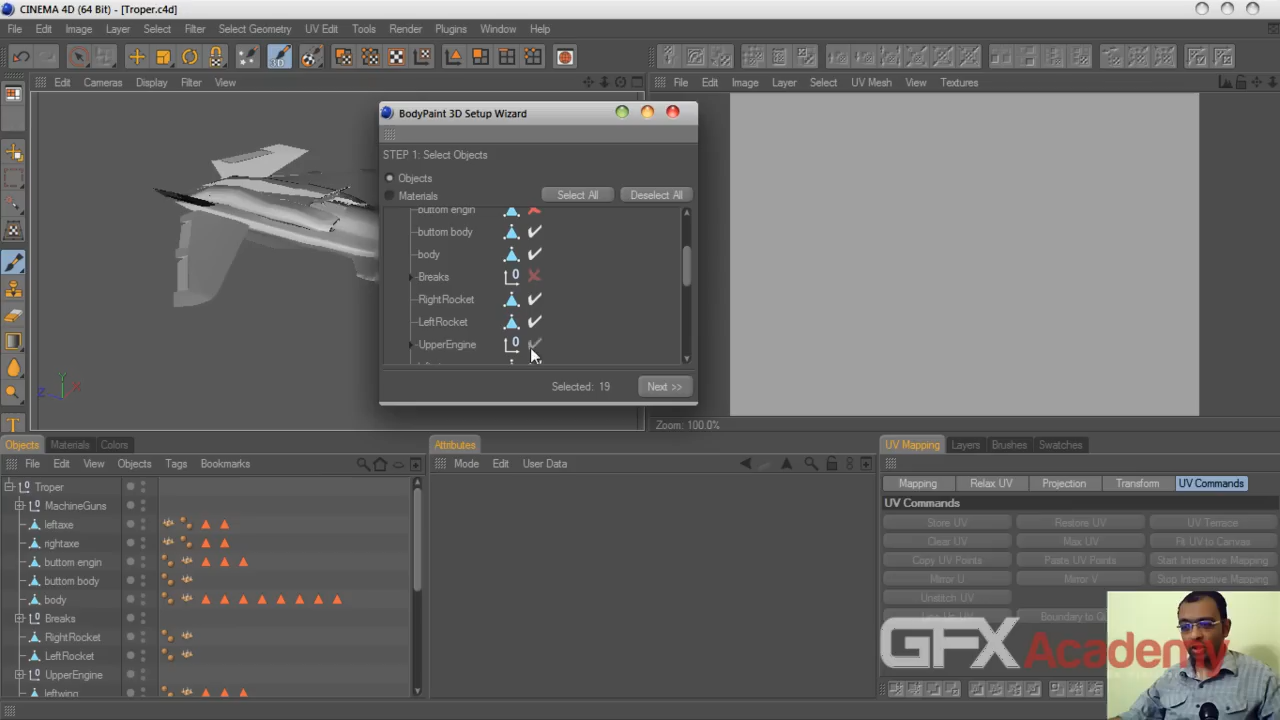 CINEMA 4D (64 Bit) - [Troper.c4d]
File Edit Image Layer Select Filter Select Geometry UV Edit Tools Render Plugins Window Help
3D
Edit Cameras Display Filter View
File Edit Image Layer Select UV Mesh View Textures
BodyPaint 3D Setup Wizard
STEP 1: Select Objects
Objects
Materials Select All Deselect All
buttom engin
buttom body
body
Breaks
RightRocket
LeftRocket
UpperEngine
Selected: 19 Next >>
Y
Z
Zoom: 100.0%
Objects Materials Colors
Attributes
UV Mapping Layers Brushes Swatches
File Edit View Objects Tags Bookmarks
Mode Edit User Data
Mapping Relax UV Projection Transform UV Commands
UV Commands
Troper
MachineGuns
leftaxe
rightaxe
buttom engin
buttom body
body
Breaks
RightRocket
LeftRocket
UpperEngine
leftwing
Store UV Restore UV UV Terrace
Clear UV Max UV Fit UV to Canvas
Copy UV Points Paste UV Points Start Interactive Mapping
Mirror U Mirror V Stop Interactive Mapping
Unstitch UV
Line Up UV
GFX Academy